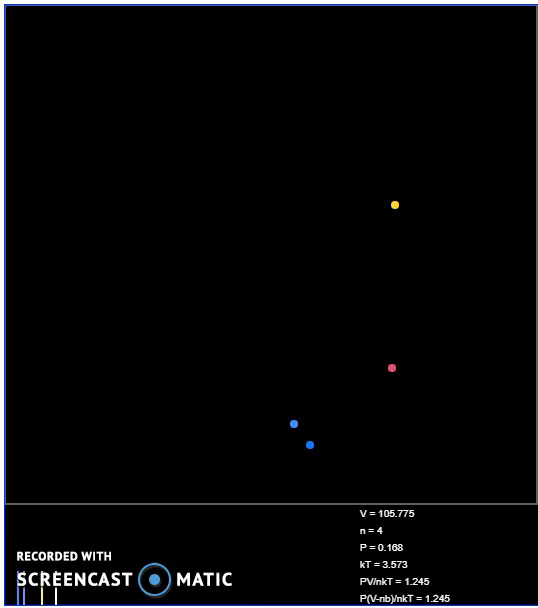 V = 105.775
n = 4
P = 0.168
kT = 3.573
PV/nkT = 1.245
P(V-nb)/nkT = 1.245
RECORDED WITH
SCREENCAST MATIC